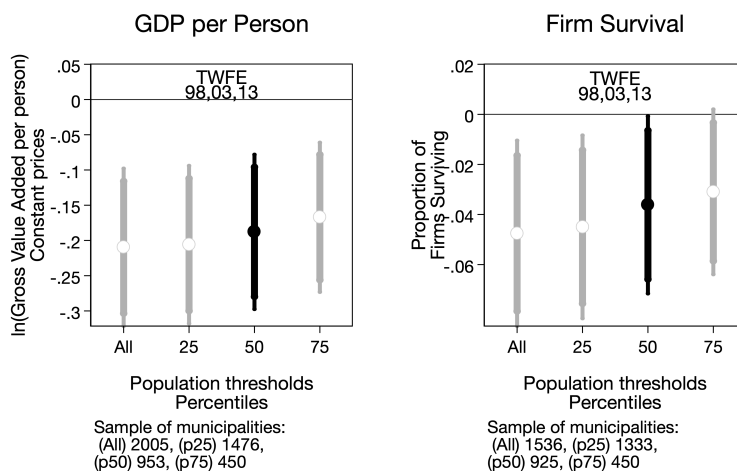 GDP per Person
ln(Gross Value Added per person)
Constant prices
.05
0
-.05
-.1
-.15
-.2
-.25
-.3
TWFE
98,03,13
All 25 50 75
Population thresholds
Percentiles
Sample of municipalities:
(All) 2005, (p25) 1476,
(p50) 953, (p75) 450
Firm Survival
Proportion of
Firms Surviving
.02
0
-.02
-.04
-.06
TWFE
98,03,13
All 25 50 75
Population thresholds
Percentiles
Sample of municipalities:
(All) 1536, (p25) 1333,
(p50) 925, (p75) 450